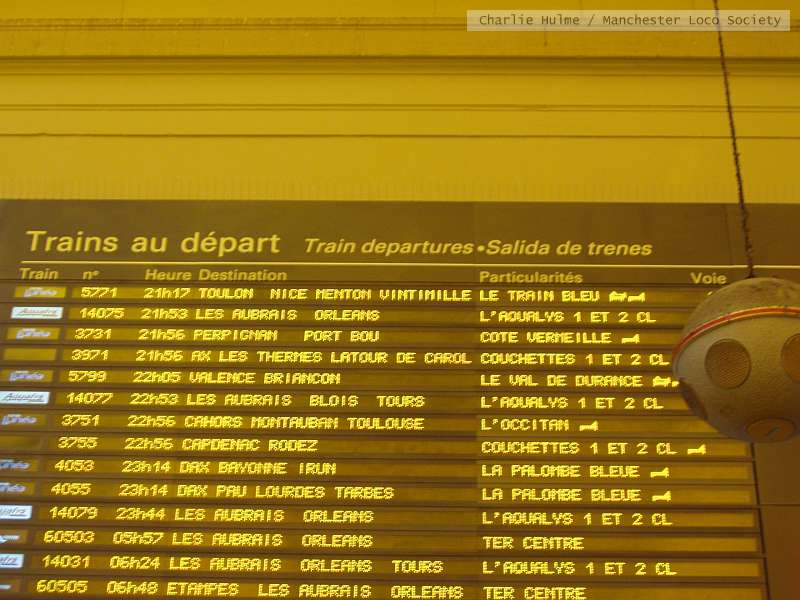 Charlie Hulme / Manchester Loco Society
Trains au départ Train departures•Salida de trenes
Train n° Heure Destination Particularités Voie
5771 21h17 TOULON NICE MENTON VINTIMILLE LE TRAIN BLEU
14075 21h53 LES AUBRAIS ORLEANS L'AQUALYS 1 ET 2 CL
3731 21h56 PERPIGNAN PORT BOU COTE VERMEILLE
3971 21h56 AX LES THERMES LATOUR DE CAROL COUCHETTES 1 ET 2 CL
5799 22h05 VALENCE BRIANCON LE VAL DE DURANCE
14077 22h53 LES AUBRAIS BLOIS TOURS L'AQUALYS 1 ET 2 CL
3751 22h56 CAHORS MONTAUBAN TOULOUSE L'OCCITAN
3755 22h56 CAPDENAC RODEZ COUCHETTES 1 ET 2 CL
4053 23h14 DAX BAYONNE IRUN LA PALOMBE BLEUE
4055 23h14 DAX PAU LOURDES TARBES LA PALOMBE BLEUE
14079 23h44 LES AUBRAIS ORLEANS L'AQUALYS 1 ET 2 CL
60503 05h57 LES AUBRAIS ORLEANS TER CENTRE
14031 06h24 LES AUBRAIS ORLEANS TOURS L'AQUALYS 1 ET 2 CL
60505 06h48 ETAMPES LES AUBRAIS ORLEANS TER CENTRE